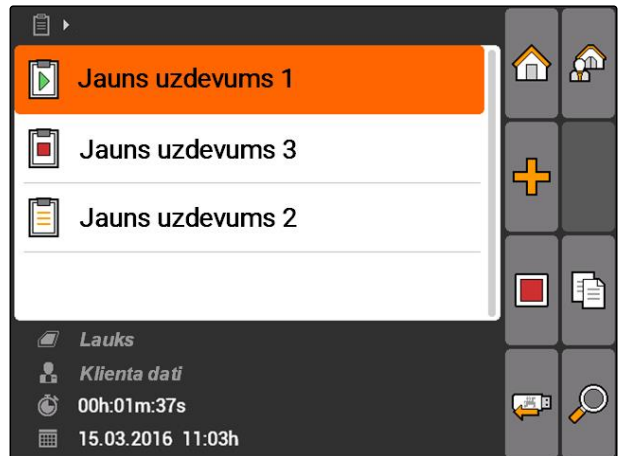 Jauns uzdevums 1
Jauns uzdevums 3
Jauns uzdevums 2
Lauks
Klienta dati
00h:01m:37s
15.03.2016 11:03h